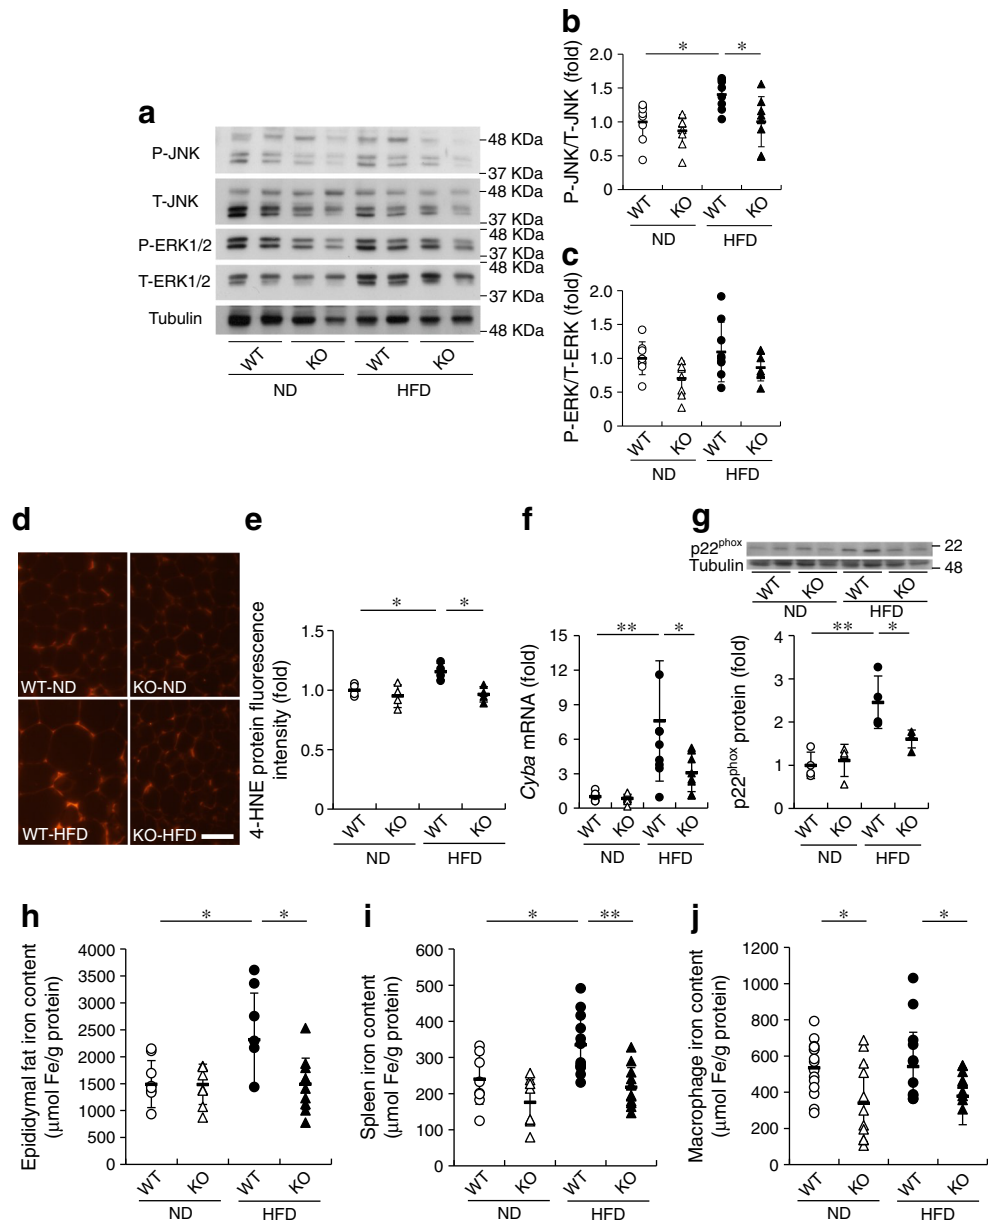 a
P-JNK
48 KDa
37 KDa
T-JNK
48 KDa
37 KDa
P-ERK1/2
48 KDa
37 KDa
T-ERK1/2
48 KDa
37 KDa
Tubulin
48 KDa
WT KO WT KO
ND HFD
b
* *
P-JNK/T-JNK (fold)
2.0
1.5
1.0
0.5
0
WT KO WT KO
ND HFD
c
P-ERK/T-ERK (fold)
2.0
1.5
1.0
0.5
0
WT KO WT KO
ND HFD
d
WT-ND KO-ND
WT-HFD KO-HFD
e
* *
4-HNE protein fluorescence
intensity (fold)
1.5
1.0
0.5
0
WT KO WT KO
ND HFD
f
** *
Cyba mRNA (fold)
15
12
9
6
3
0
WT KO WT KO
ND HFD
g
p22phox 22
Tubulin 48
WT KO WT KO
ND HFD
** *
p22phox protein (fold)
4
3
2
1
0
WT KO WT KO
ND HFD
h
* *
Epididymal fat iron content
(µmol Fe/g protein)
4000
3500
3000
2500
2000
1500
1000
500
0
WT KO WT KO
ND HFD
i
* **
Spleen iron content
(µmol Fe/g protein)
600
500
400
300
200
100
0
WT KO WT KO
ND HFD
j
* *
Macrophage iron content
(µmol Fe/g protein)
1200
1000
800
600
400
200
0
WT KO WT KO
ND HFD